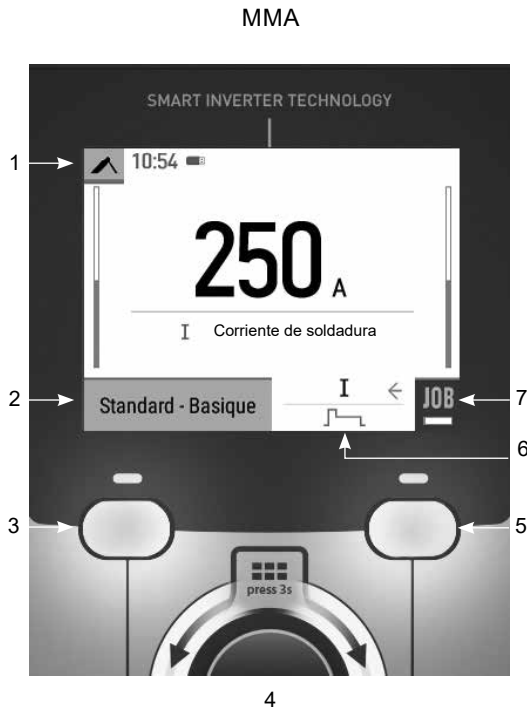 MMA
SMART INVERTER TECHNOLOGY
1
10:54
250 A
I Corriente de soldadura
2
Standard - Basique
I
JOB
7
6
3
5
press 3s
4